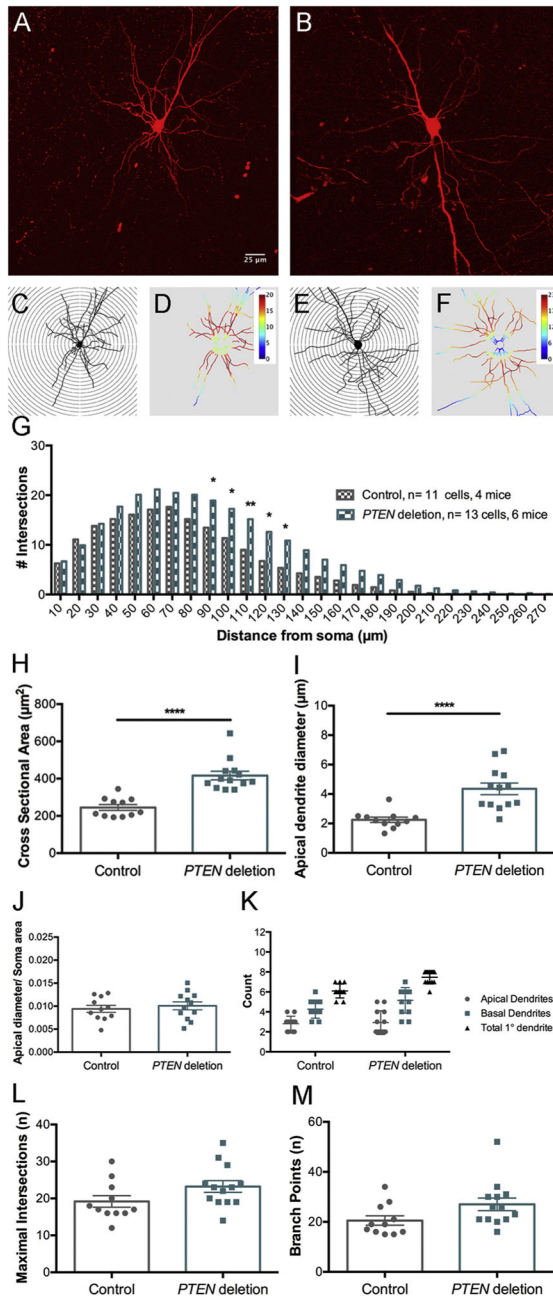 A
B
25 µm
C
D
20
15
10
5
0
E
F
G
30
20
10
0
# Intersections
*
*
**
*
*
Control, n= 11 cells, 4 mice
PTEN deletion, n= 13 cells, 6 mice
10 20 30 40 50 60 70 80 90 100 110 120 130 140 150 160 170 180 190 200 210 220 230 240 250 260 270
Distance from soma (µm)
H
Cross Sectional Area (µm²)
800
600
400
200
0
****
Control
PTEN deletion
I
Apical dendrite diameter (µm)
8
6
4
2
0
****
Control
PTEN deletion
J
Apical diameter/ Soma area
0.025
0.020
0.015
0.010
0.005
0.000
Control
PTEN deletion
K
Count
12
10
8
6
4
2
0
Control
PTEN deletion
Apical Dendrites
Basal Dendrites
Total 1° dendrite
L
Maximal Intersections (n)
40
30
20
10
0
Control
PTEN deletion
M
Branch Points (n)
60
40
20
0
Control
PTEN deletion